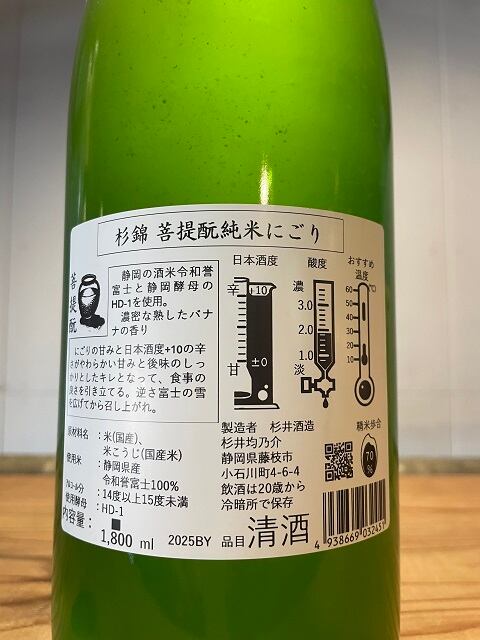 杉錦 菩提酛純米にごり
菩提酛
静岡の酒米令和誉
富士と静岡酵母の
HD-1を使用。
濃密な熟したバナ
ナの香り
にごりの甘みと日本酒度+10の辛
さがやわらかい甘みと後味のしっ
かりとしたキレとなって、食事の
良さを引き立てる。逆さ富士の雪
を広げてから召し上がれ。
日本酒度
辛 +10
甘 ±0
酸度
濃
3.0
2.0
1.0
淡
おすすめ
温度
℃
60
50
40
30
20
10
原材料名：米(国産)、
米こうじ(国産米)
使用米：静岡県産
令和誉富士100%
アルコール分：14度以上15度未満
使用酵母：HD-1
内容量：
1,800 ml
2025BY
品目 清酒
製造者 杉井酒造
杉井均乃介
静岡県藤枝市
小石川町4-6-4
飲酒は20歳から
冷暗所で保存
精米歩合
70
%
4 938669 032451